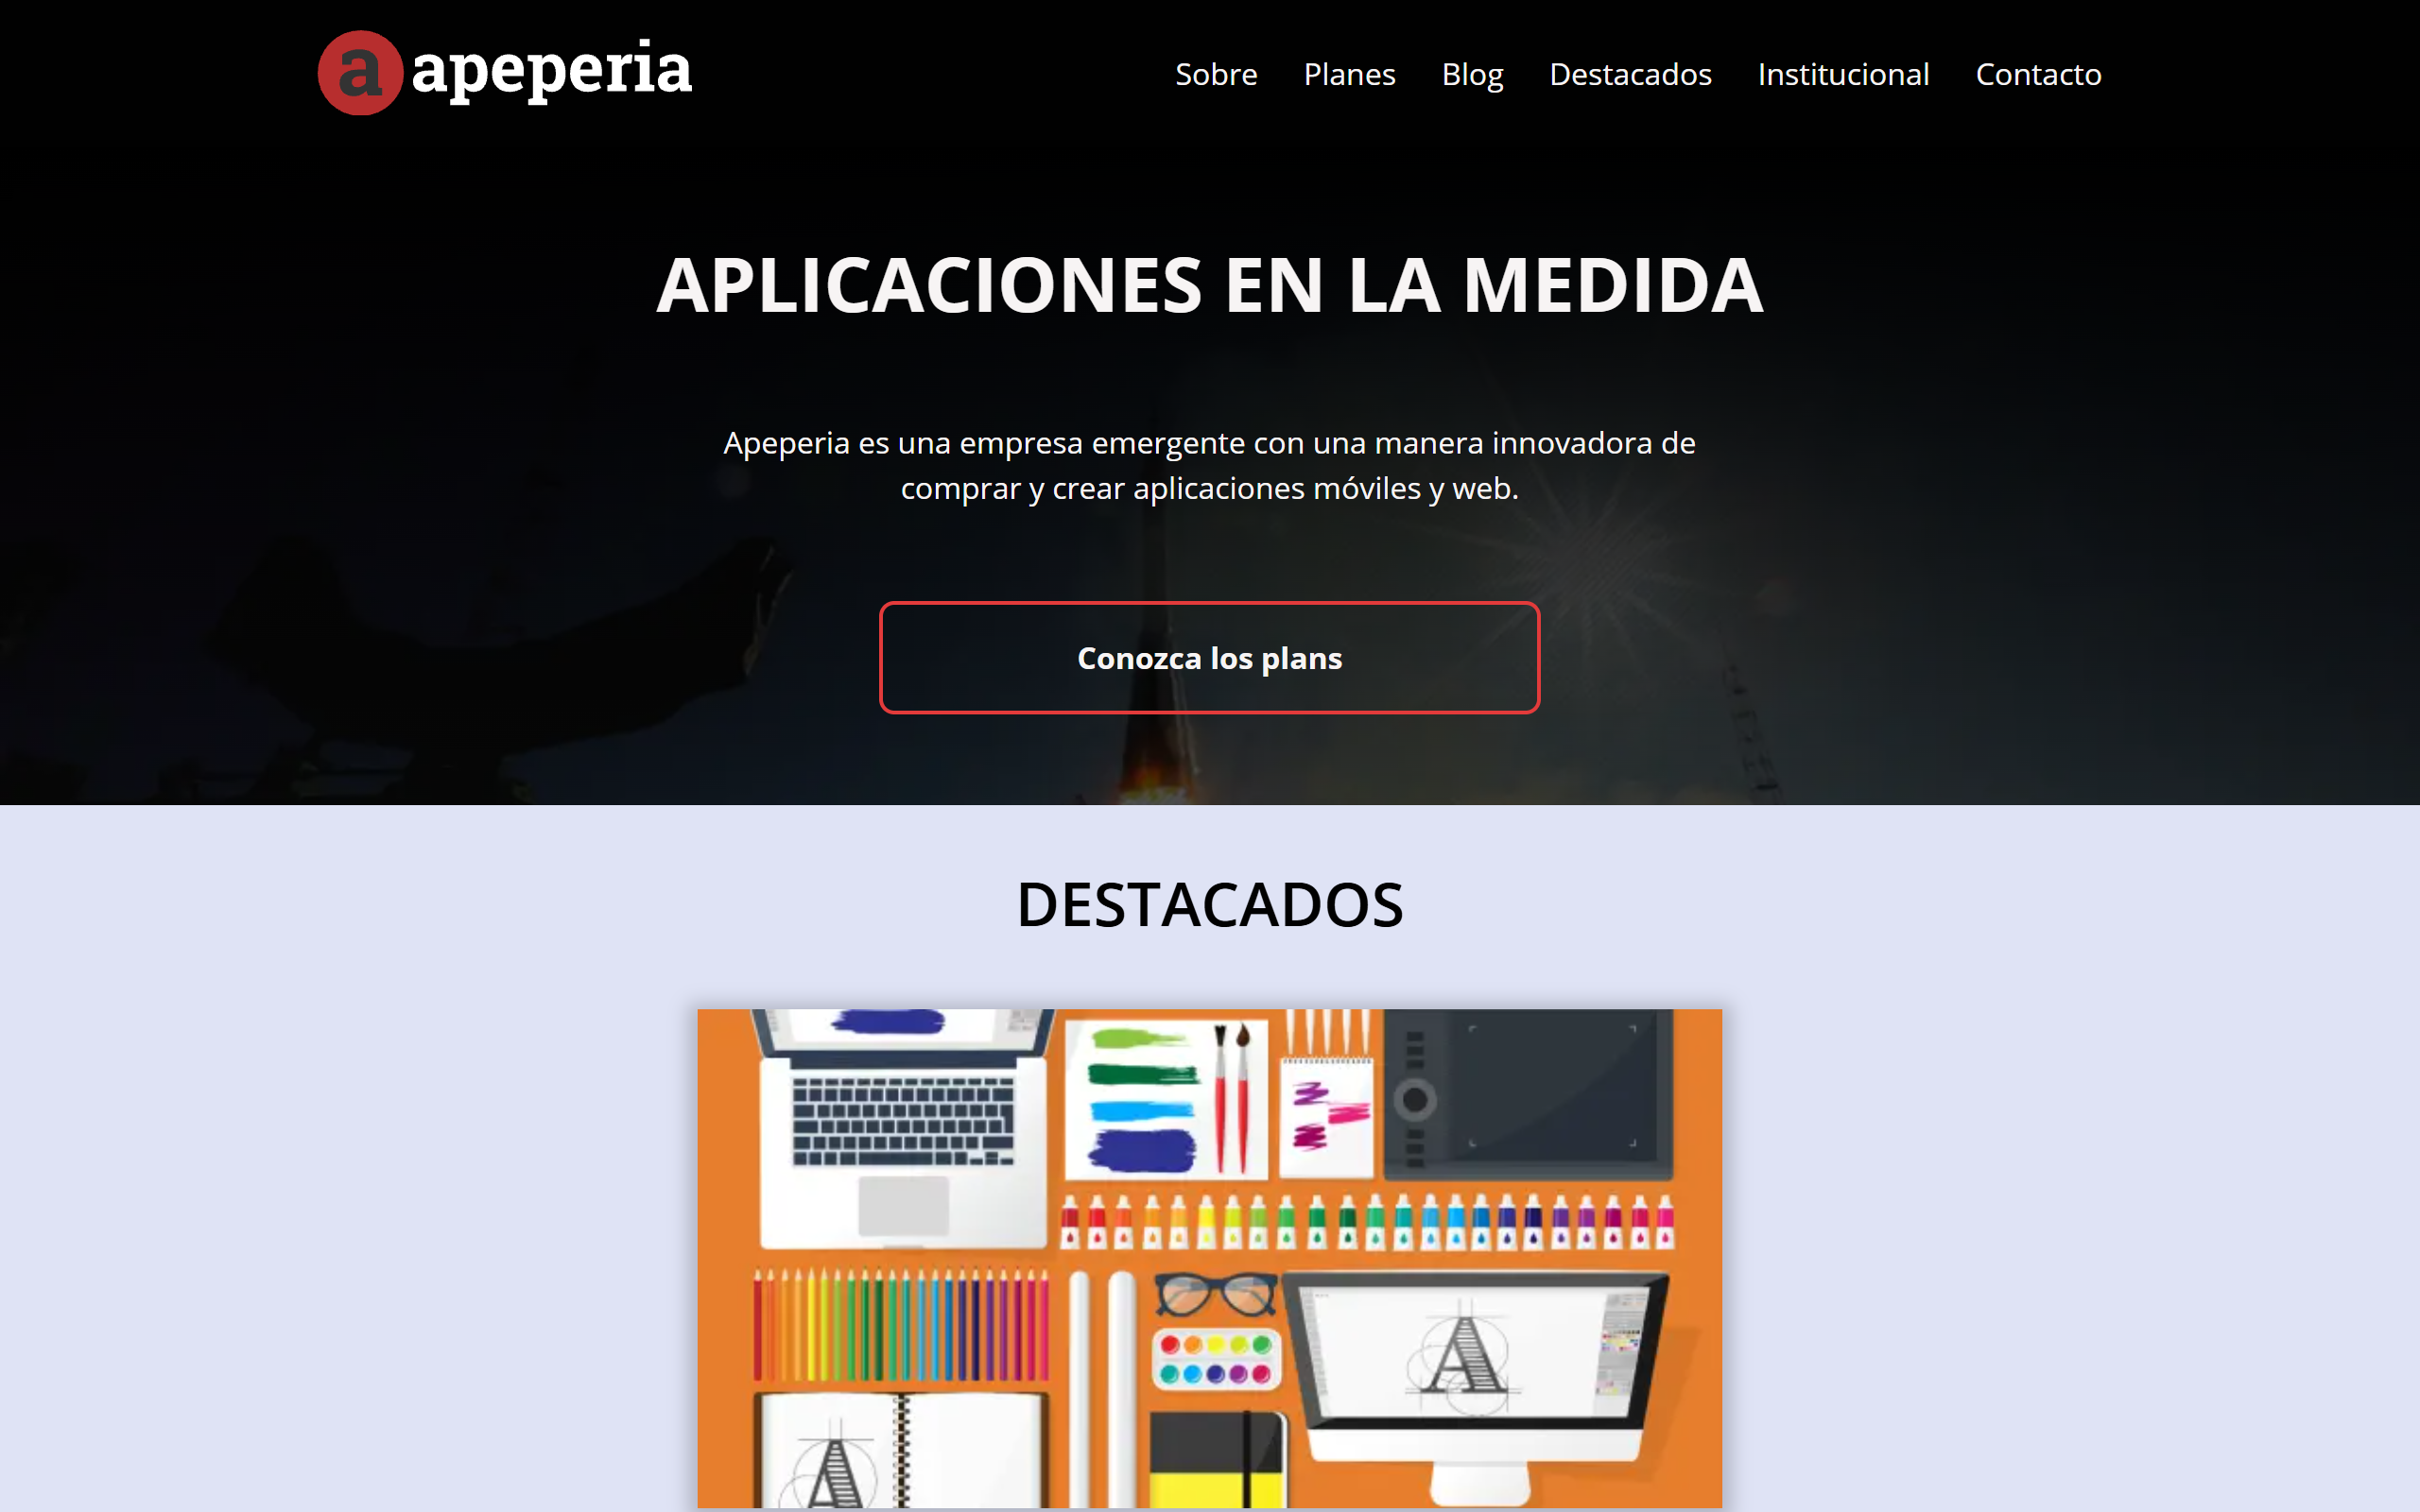 a apeperia
Sobre Planes Blog Destacados Institucional Contacto
APLICACIONES EN LA MEDIDA
Apeperia es una empresa emergente con una manera innovadora de
comprar y crear aplicaciones móviles y web.
Conozca los plans
DESTACADOS
A
A